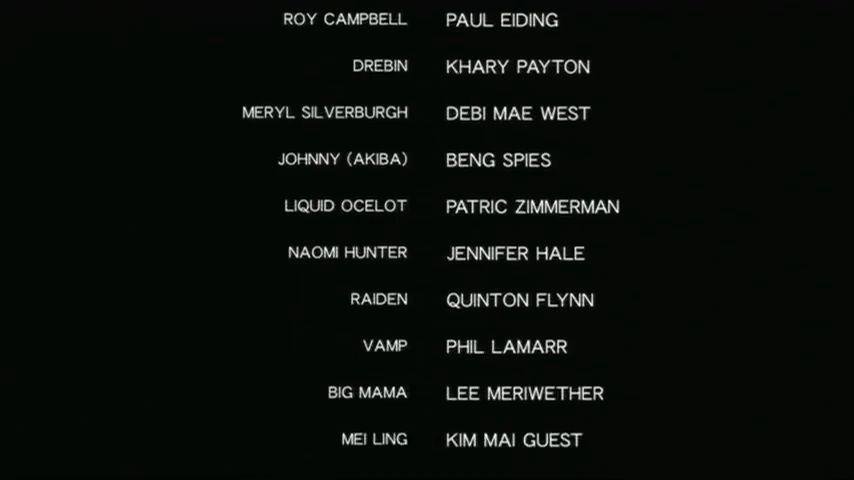 ROY CAMPBELL PAUL EIDING
DREBIN KHARY PAYTON
MERYL SILVERBURGH DEBI MAE WEST
JOHNNY (AKIBA) BENG SPIES
LIQUID OCELOT PATRIC ZIMMERMAN
NAOMI HUNTER JENNIFER HALE
RAIDEN QUINTON FLYNN
VAMP PHIL LAMARR
BIG MAMA LEE MERIWETHER
MEI LING KIM MAI GUEST